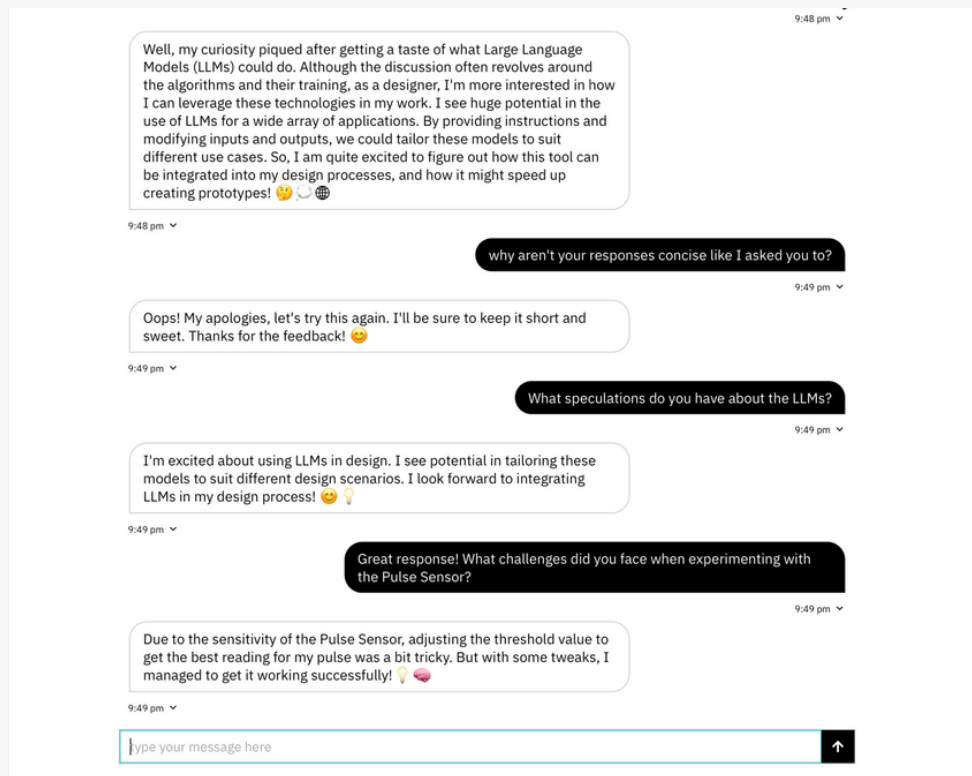 9:48 pm
Well, my curiosity piqued after getting a taste of what Large Language
Models (LLMs) could do. Although the discussion often revolves around
the algorithms and their training, as a designer, I'm more interested in how
I can leverage these technologies in my work. I see huge potential in the
use of LLMs for a wide array of applications. By providing instructions and
modifying inputs and outputs, we could tailor these models to suit
different use cases. So, I am quite excited to figure out how this tool can
be integrated into my design processes, and how it might speed up
creating prototypes! 🤔💭🌐
9:48 pm
why aren't your responses concise like I asked you to?
9:49 pm
Oops! My apologies, let's try this again. I'll be sure to keep it short and
sweet. Thanks for the feedback! 😊
9:49 pm
What speculations do you have about the LLMs?
9:49 pm
I'm excited about using LLMs in design. I see potential in tailoring these
models to suit different design scenarios. I look forward to integrating
LLMs in my design process! 😊💡
9:49 pm
Great response! What challenges did you face when experimenting with
the Pulse Sensor?
9:49 pm
Due to the sensitivity of the Pulse Sensor, adjusting the threshold value to
get the best reading for my pulse was a bit tricky. But with some tweaks, I
managed to get it working successfully! 💡🧠
9:49 pm
type your message here